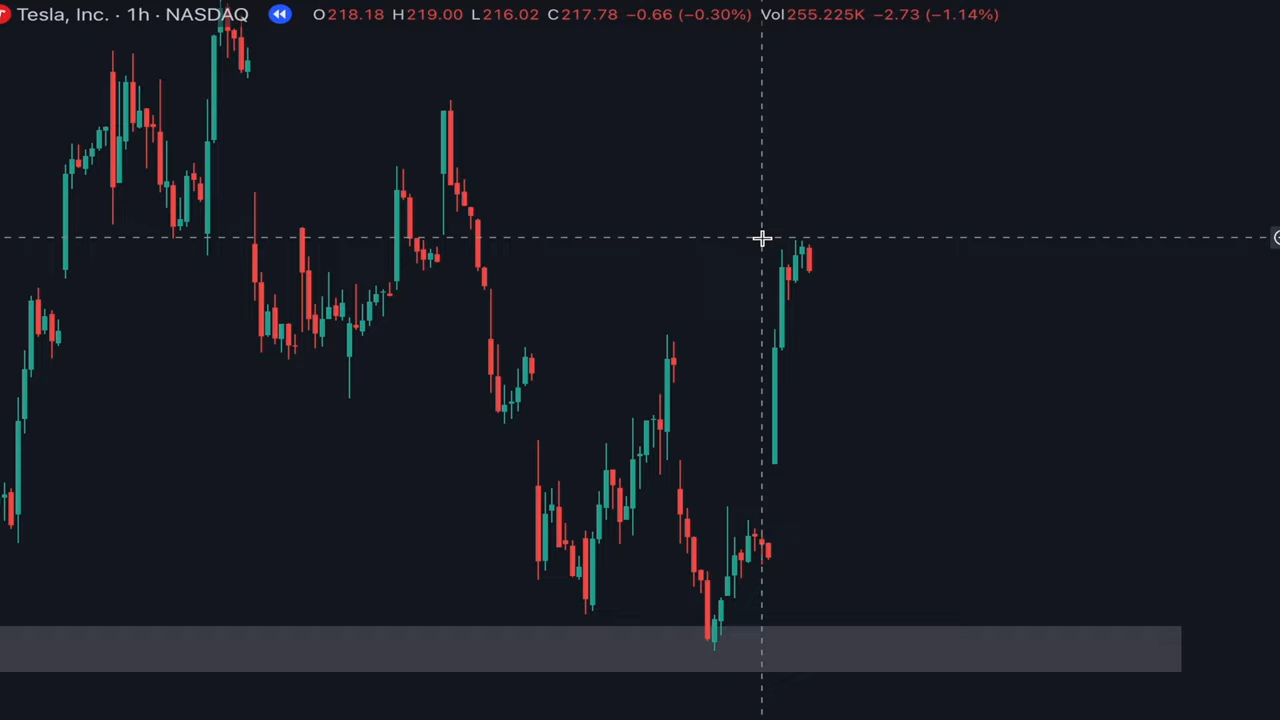 Tesla, Inc. · 1h · NASDAQ O218.18 H219.00 L216.02 C217.78 −0.66 (−0.30%) Vol255.225K −2.73 (−1.14%)